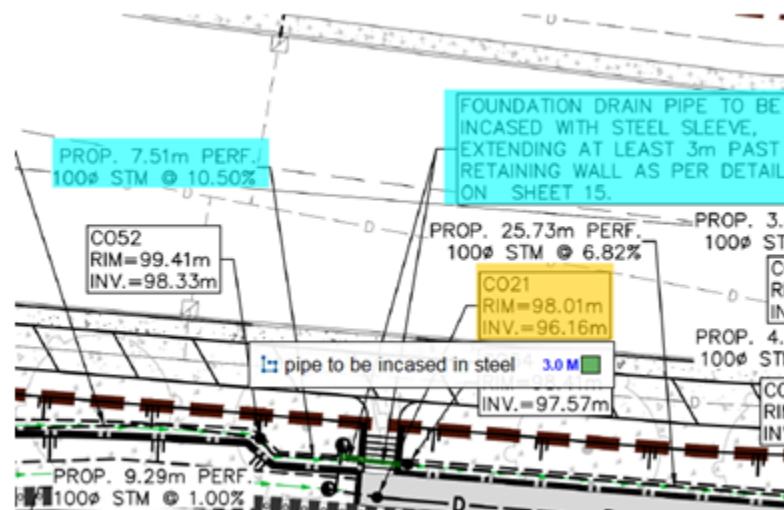 D
FOUNDATION DRAIN PIPE TO BE
INCASED WITH STEEL SLEEVE,
EXTENDING AT LEAST 3m PAST
RETAINING WALL AS PER DETAIL
ON SHEET 15.
PROP. 7.51m PERF.
100ø STM @ 10.50%
D
D
PROP. 3.
100ø ST
PROP. 25.73m PERF.
100ø STM @ 6.82%
CO52
RIM=99.41m
INV.=98.33m
D
CO21
RIM=98.01m
INV.=96.16m
PROP. 4.
100ø ST
pipe to be incased in steel 3.0 M
RIM=98.41m
INV.=97.57m
D
PROP. 9.29m PERF.
100ø STM @ 1.00%
D